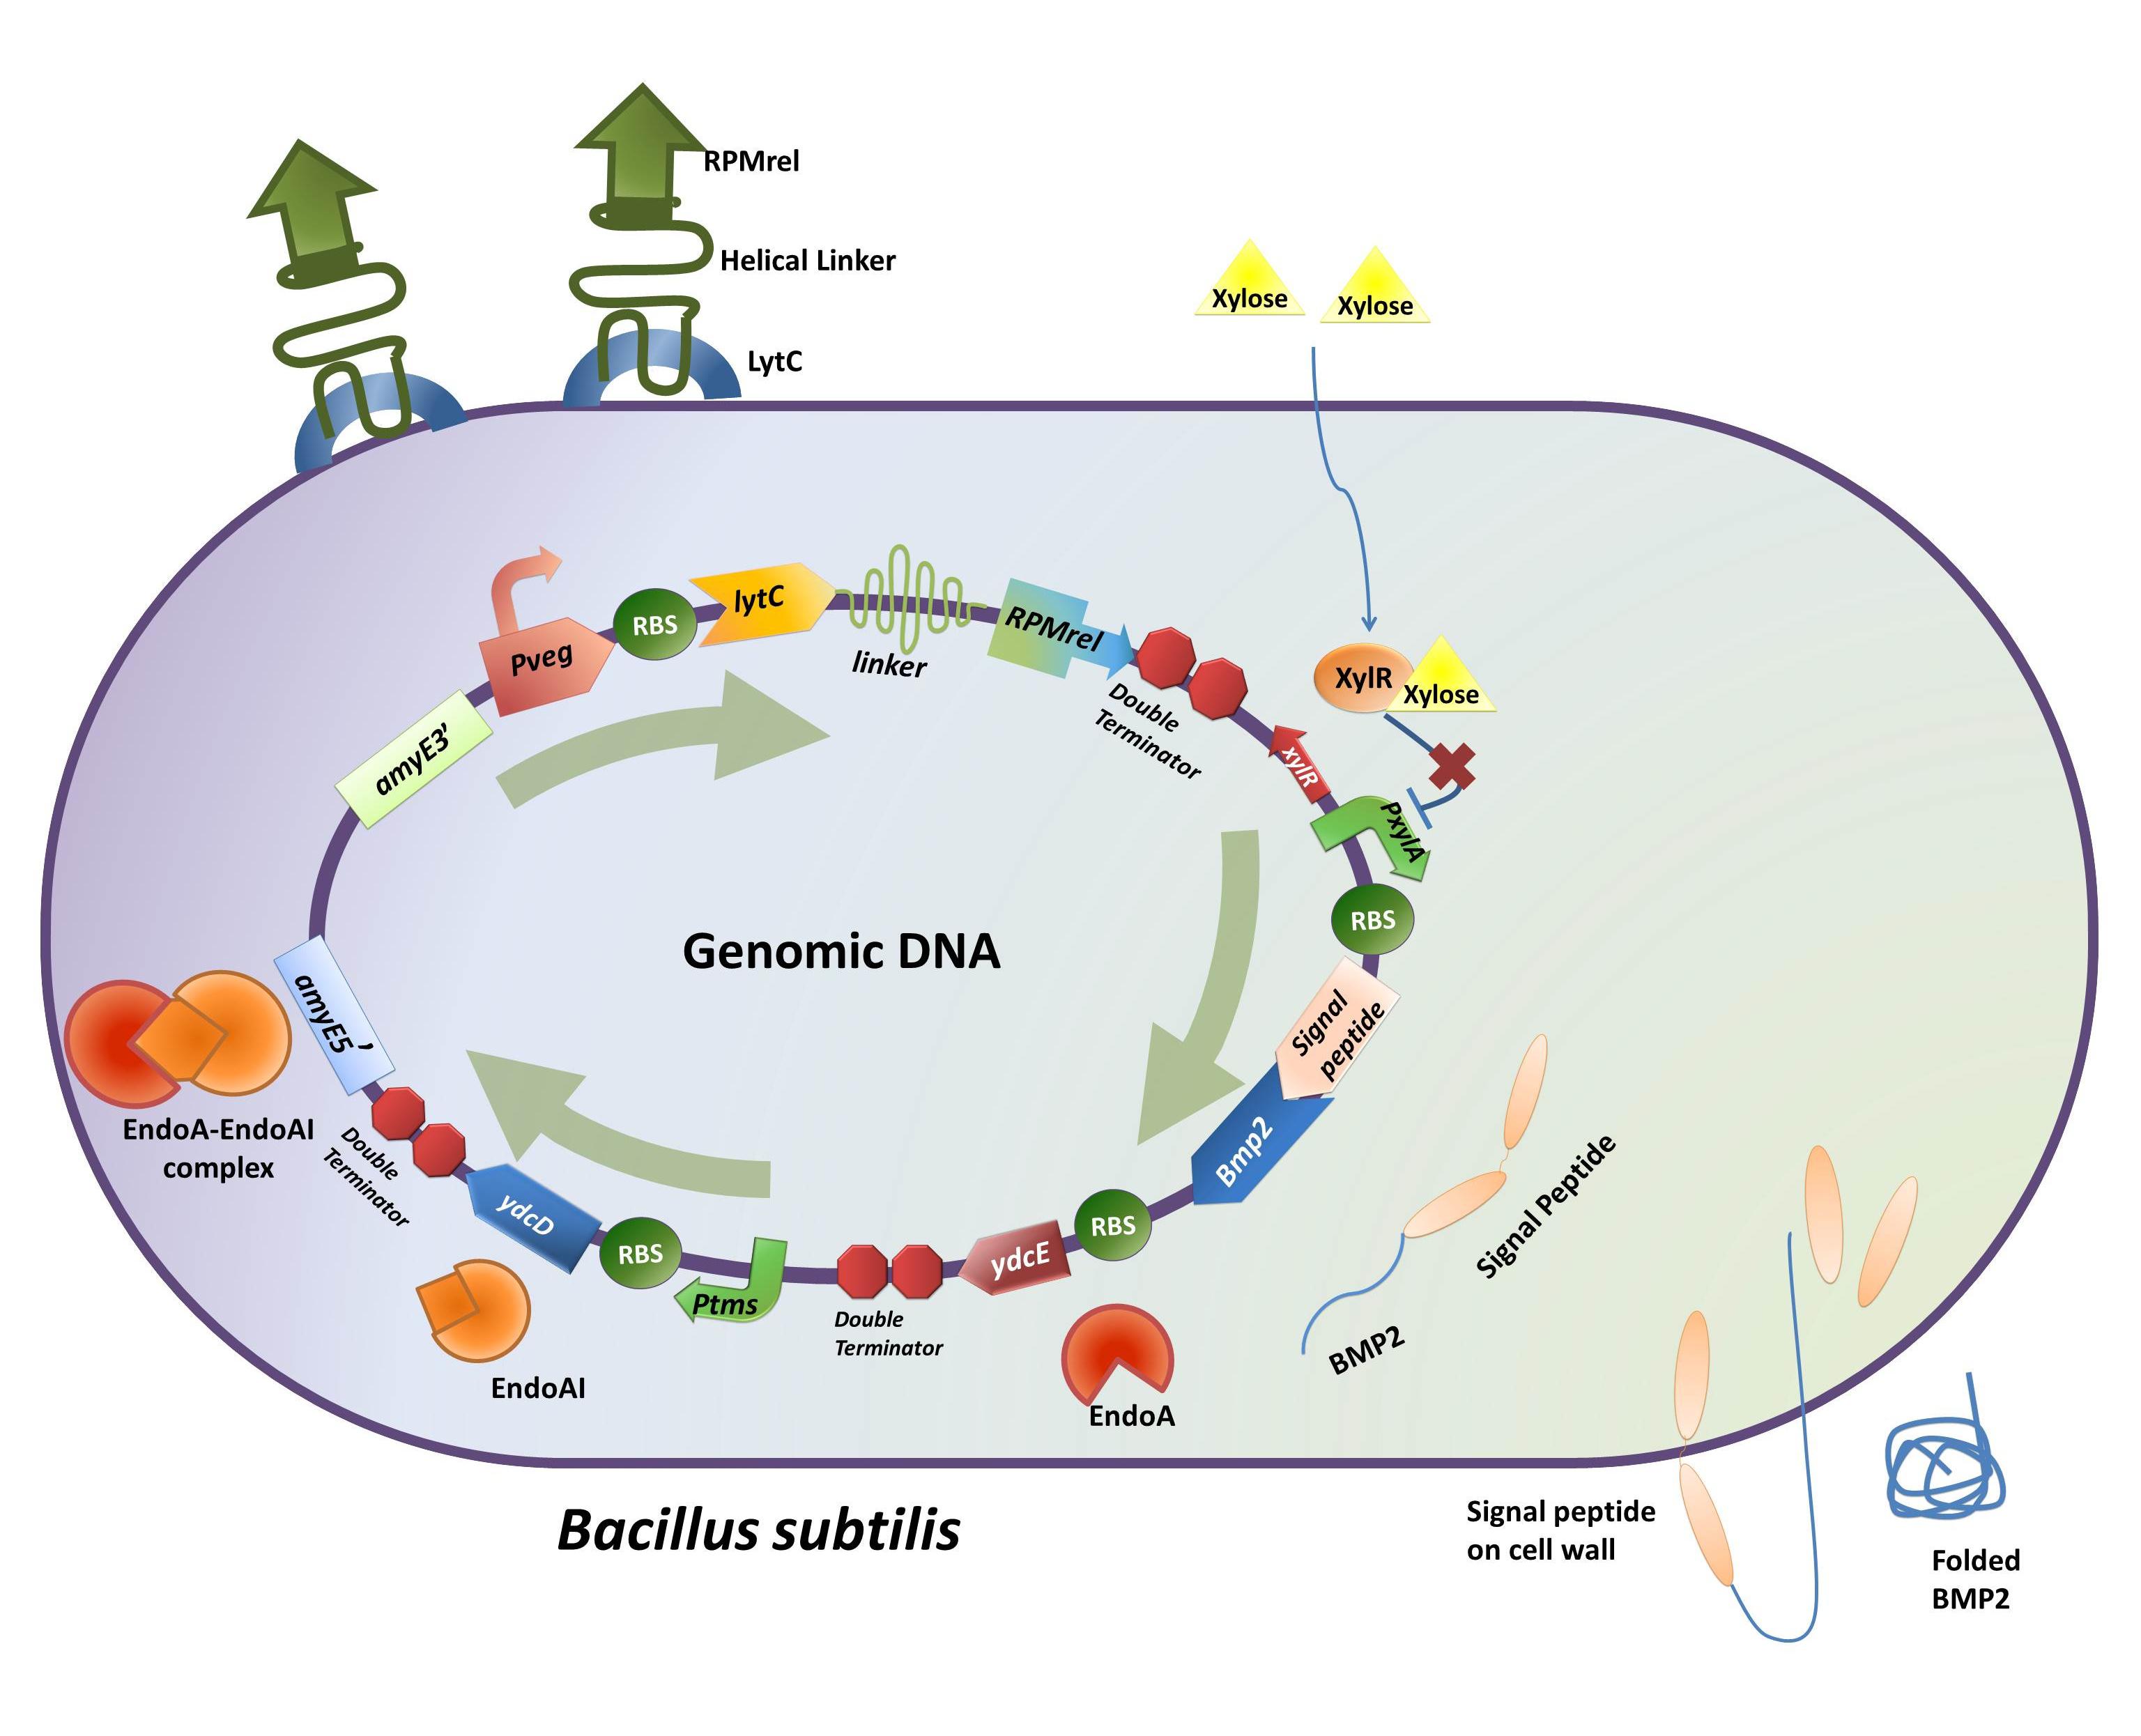 RPMrel
Helical Linker
LytC
Xylose
Xylose
XylR
Xylose
Pveg
RBS
lytC
linker
RPMrel
Double
Terminator
xylR
PxylA
RBS
Signal
peptide
Bmp2
RBS
ydcE
Double
Terminator
Ptms
RBS
ydcD
Double
Terminator
amyE5’
amyE3’
Genomic DNA
EndoA-EndoAI
complex
EndoAI
EndoA
BMP2
Signal Peptide
Signal peptide
on cell wall
Folded
BMP2
Bacillus subtilis